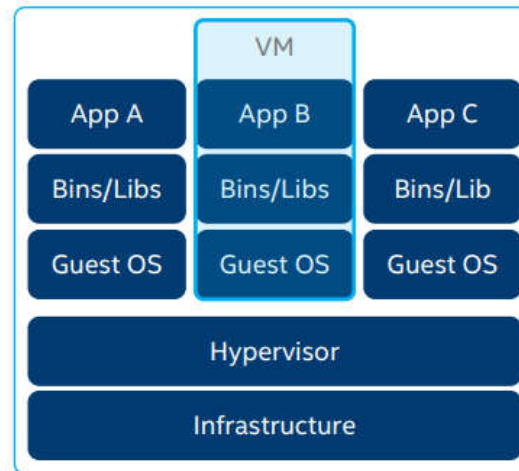 VM
App A
App B
App C
Bins/Libs
Bins/Libs
Bins/Lib
Guest OS
Guest OS
Guest OS
Hypervisor
Infrastructure